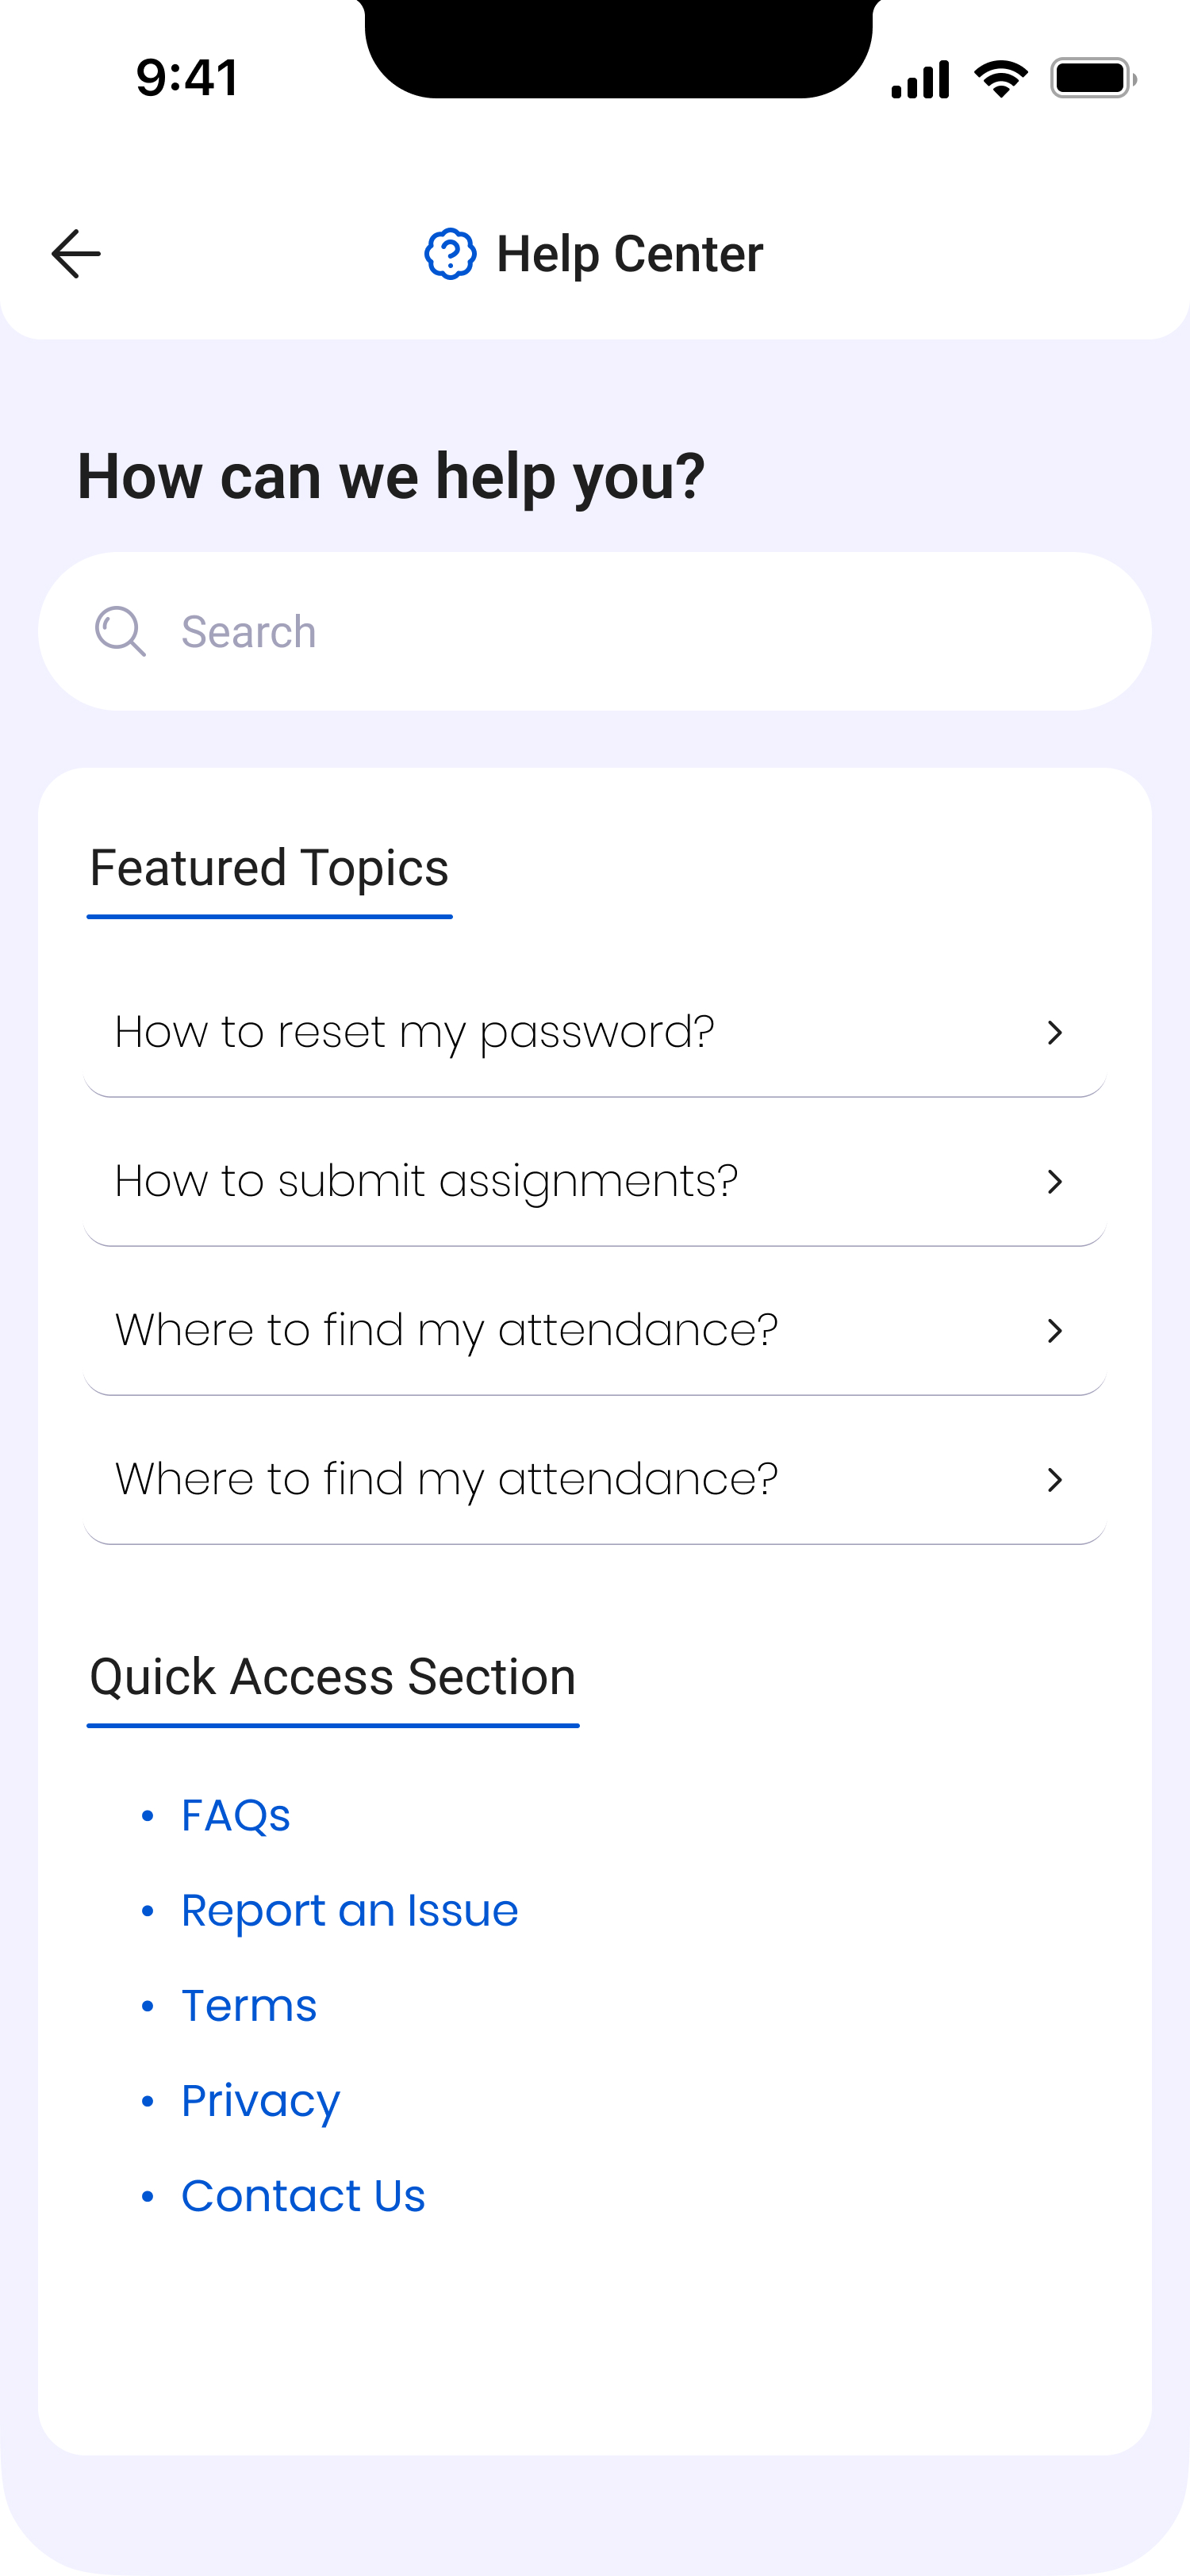 9:41
Help Center
How can we help you?
Search
Featured Topics
How to reset my password?
How to submit assignments?
Where to find my attendance?
Where to find my attendance?
Quick Access Section
• FAQs
• Report an Issue
• Terms
• Privacy
• Contact Us